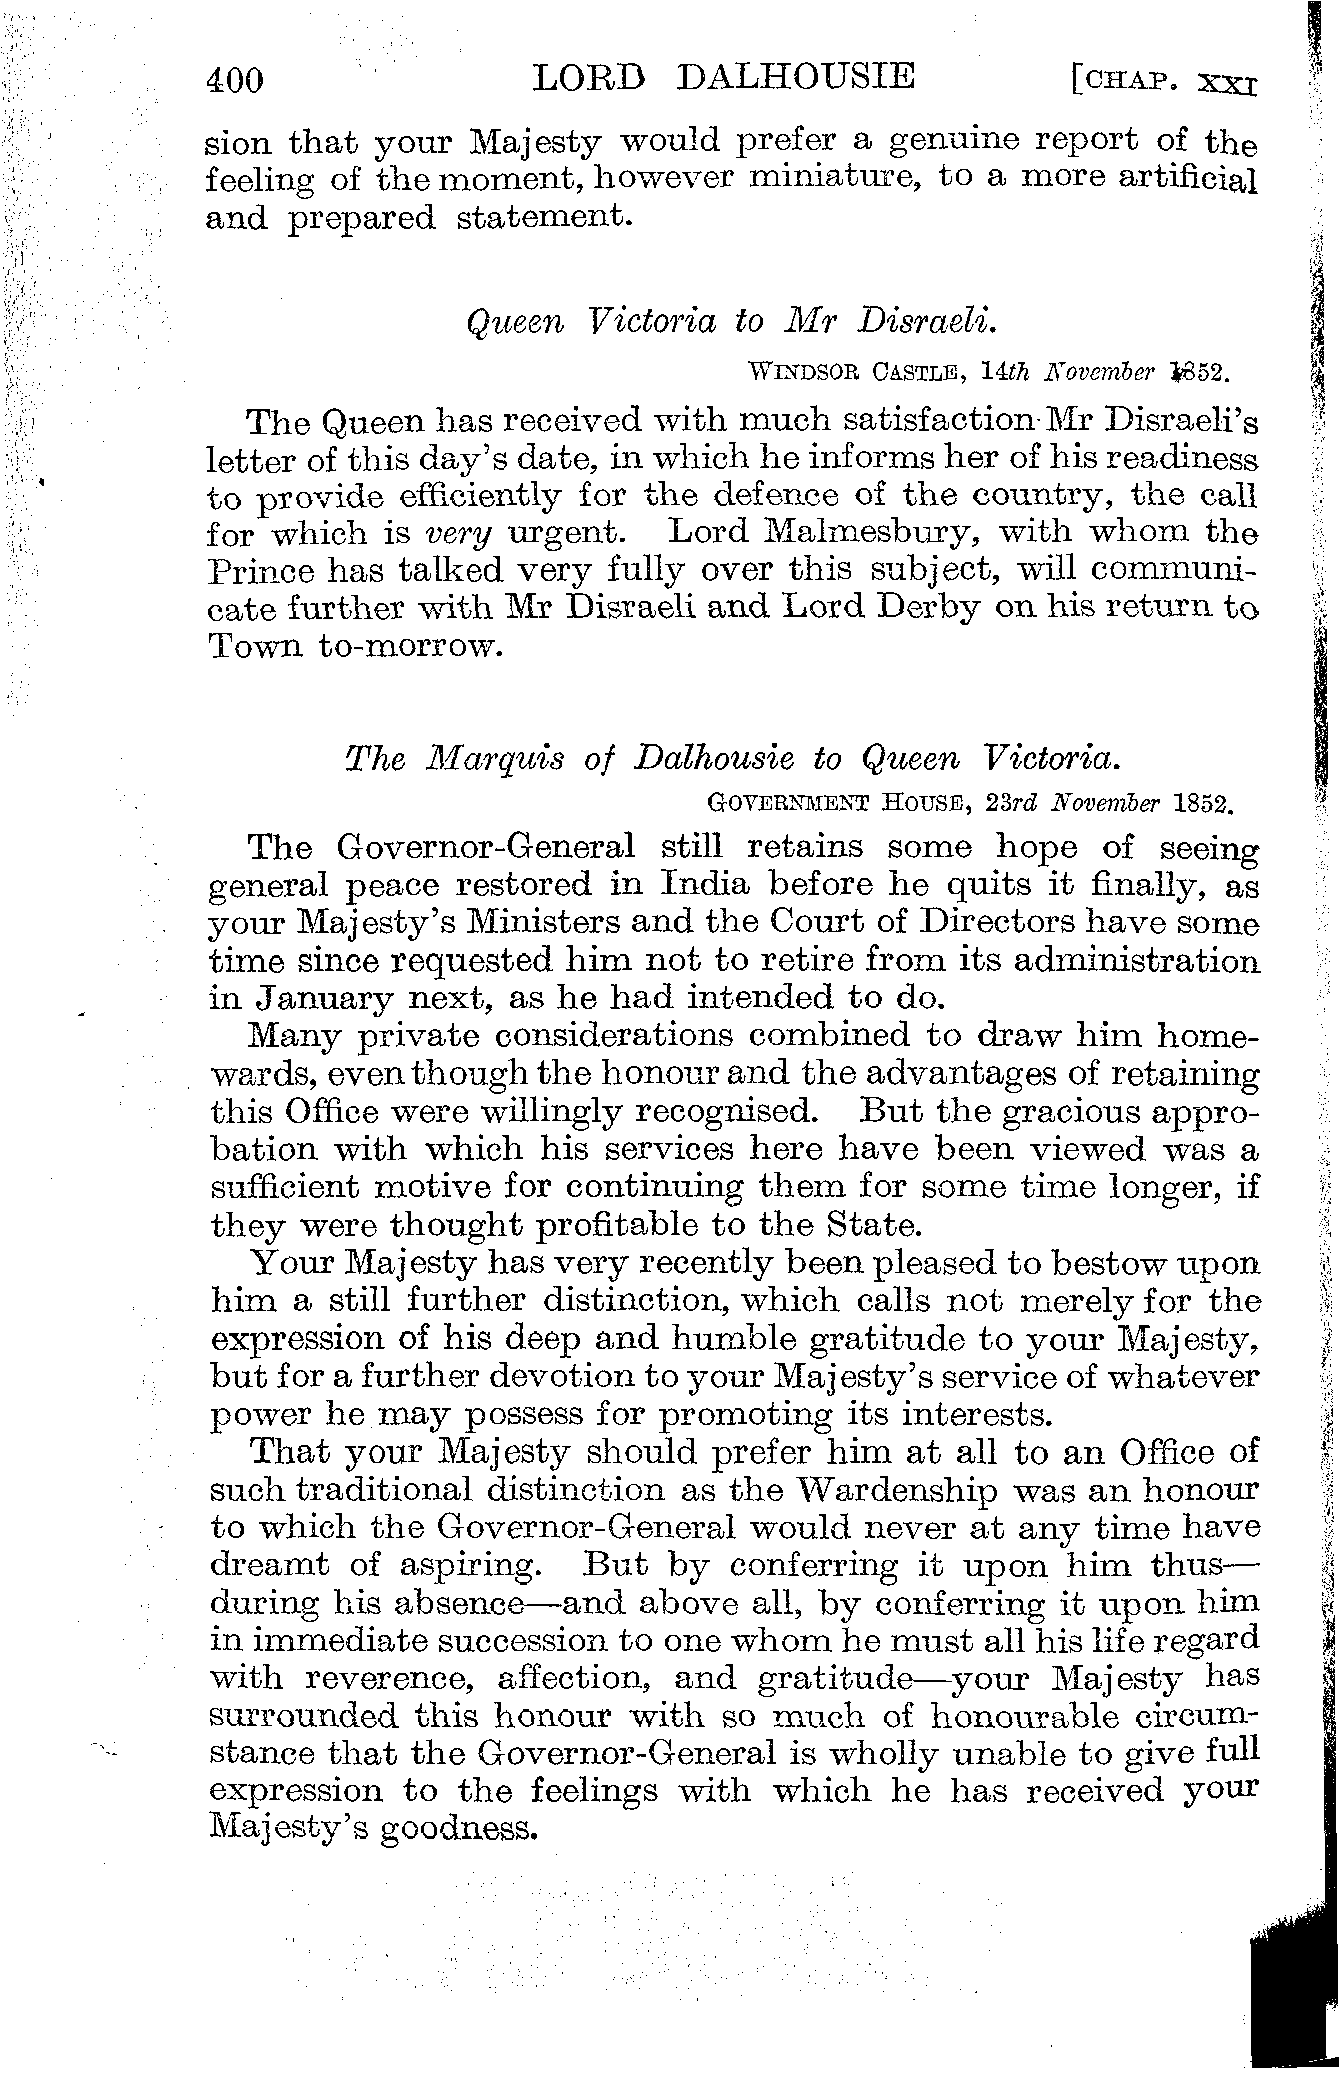 400 LORD DALHOUSIE [CHAP. XXI
sion that your Majesty would prefer a genuine report of the
feeling of the moment, however miniature, to a more artificial
and prepared statement.
Queen Victoria to Mr Disraeli.
WINDSOR CASTLE, 14th November 1852.
The Queen has received with much satisfaction Mr Disraeli's
letter of this day's date, in which he informs her of his readiness
to provide efficiently for the defence of the country, the call
for which is very urgent. Lord Malmesbury, with whom the
Prince has talked very fully over this subject, will communi-
cate further with Mr Disraeli and Lord Derby on his return to
Town to-morrow.
The Marquis of Dalhousie to Queen Victoria.
GOVERNMENT HOUSE, 23rd November 1852.
The Governor-General still retains some hope of seeing
general peace restored in India before he quits it finally, as
your Majesty's Ministers and the Court of Directors have some
time since requested him not to retire from its administration
in January next, as he had intended to do.
Many private considerations combined to draw him home-
wards, even though the honour and the advantages of retaining
this Office were willingly recognised. But the gracious appro-
bation with which his services here have been viewed was a
sufficient motive for continuing them for some time longer, if
they were thought profitable to the State.
Your Majesty has very recently been pleased to bestow upon
him a still further distinction, which calls not merely for the
expression of his deep and humble gratitude to your Majesty,
but for a further devotion to your Majesty's service of whatever
power he may possess for promoting its interests.
That your Majesty should prefer him at all to an Office of
such traditional distinction as the Wardenship was an honour
to which the Governor-General would never at any time have
dreamt of aspiring. But by conferring it upon him thus—
during his absence—and above all, by conferring it upon him
in immediate succession to one whom he must all his life regard
with reverence, affection, and gratitude—your Majesty has
surrounded this honour with so much of honourable circum-
stance that the Governor-General is wholly unable to give full
expression to the feelings with which he has received your
Majesty's goodness.